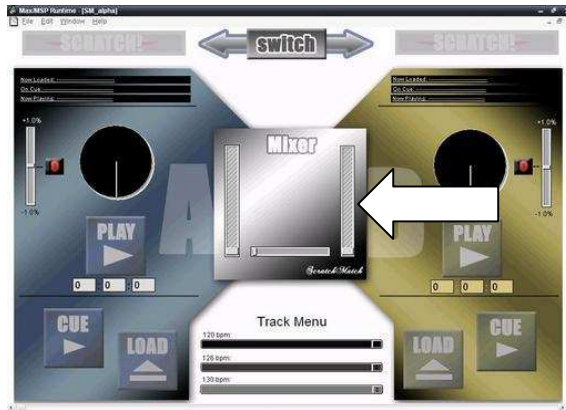 Max/MSP Runtime - [SM_alpha]
File Edit Window Help
SCRATCH!
switch
SCRATCH!
Now Loaded:
On Cue:
Now Playing:
Now Loaded:
On Cue:
Now Playing:
+1.0%
0
-1.0%
Mixer
+1.0%
0
-1.0%
A
B
PLAY
0 0 :0
PLAY
0 0 :0
ScratchMatch
CUE
LOAD
Track Menu
120 bpm:
126 bpm:
130 bpm:
LOAD
CUE